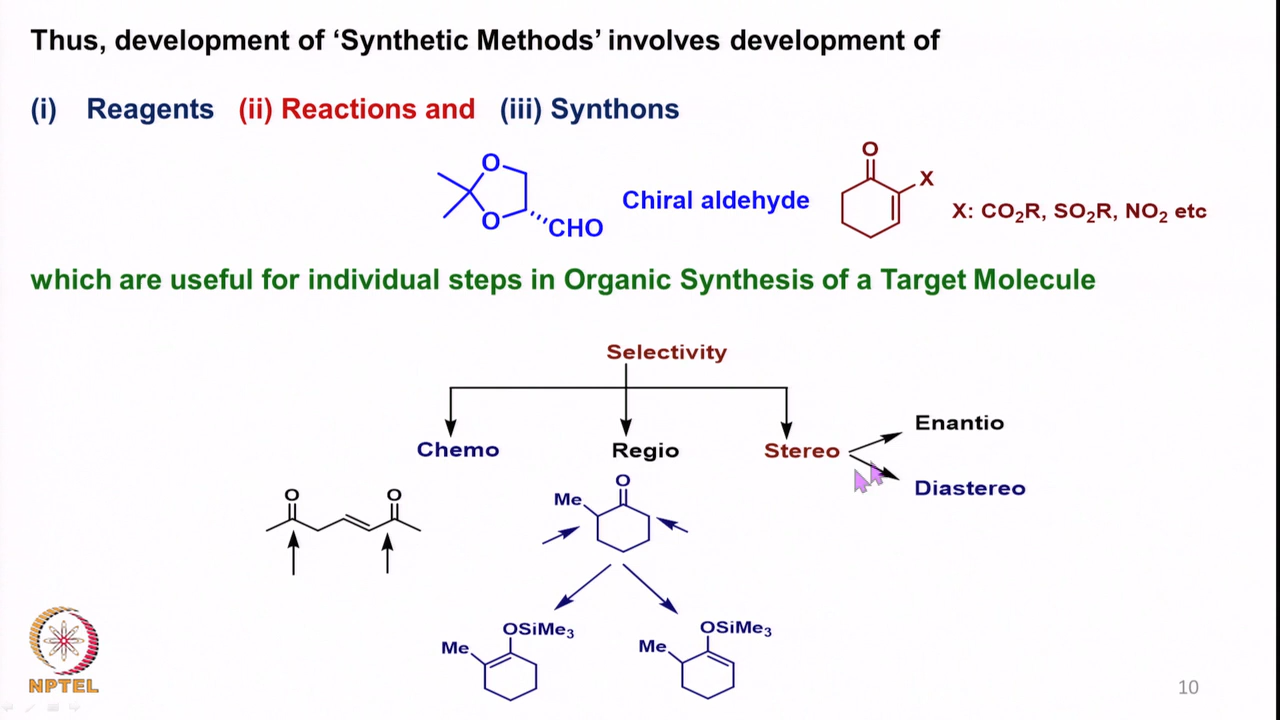 Thus, development of ‘Synthetic Methods’ involves development of
(i) Reagents (ii) Reactions and (iii) Synthons
O
O
CHO
Chiral aldehyde
O
X
X: CO₂R, SO₂R, NO₂ etc
which are useful for individual steps in Organic Synthesis of a Target Molecule
Selectivity
Chemo Regio Stereo
Enantio
Diastereo
O O
O
Me
OSiMe₃
Me
OSiMe₃
Me
NPTEL
10